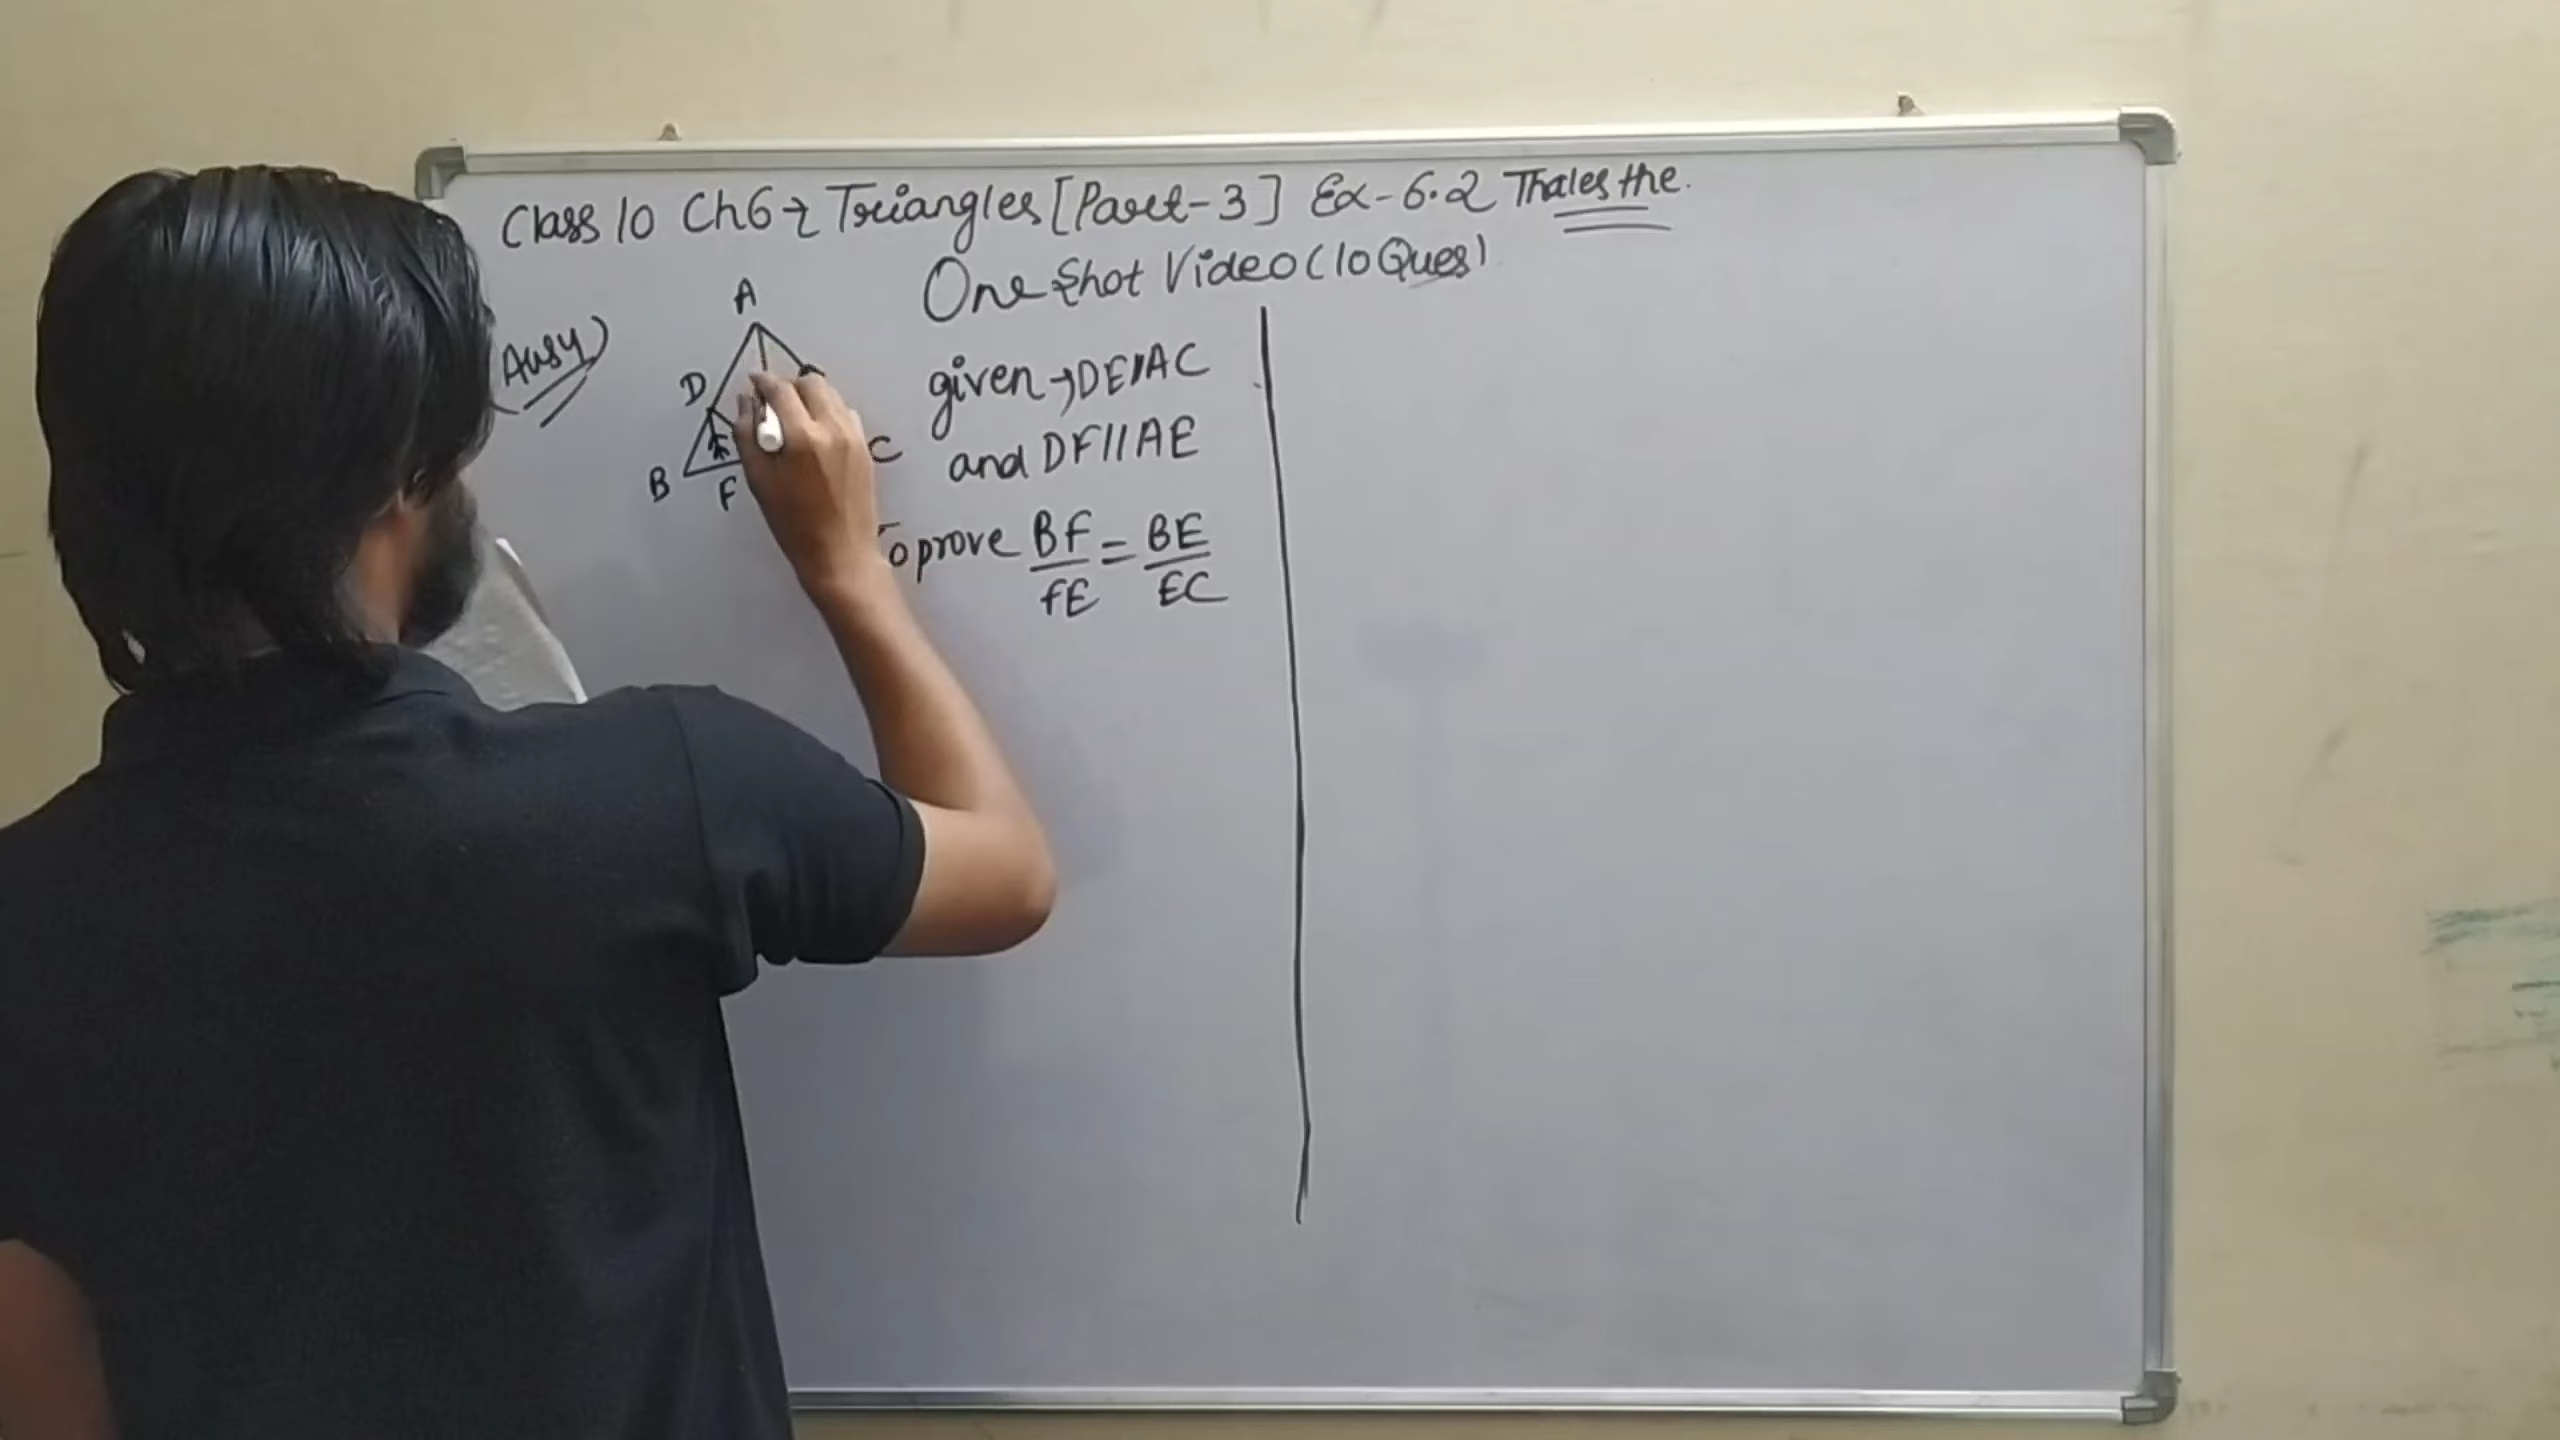 Class 10 Ch6→ Triangles [Part-3] Ex-6.2 Thales the.
One Shot Video (10 Ques)
Ans4)
A
D
B
F
C
given → DE||AC
and DF//AE
To prove BF/FE = BE/EC